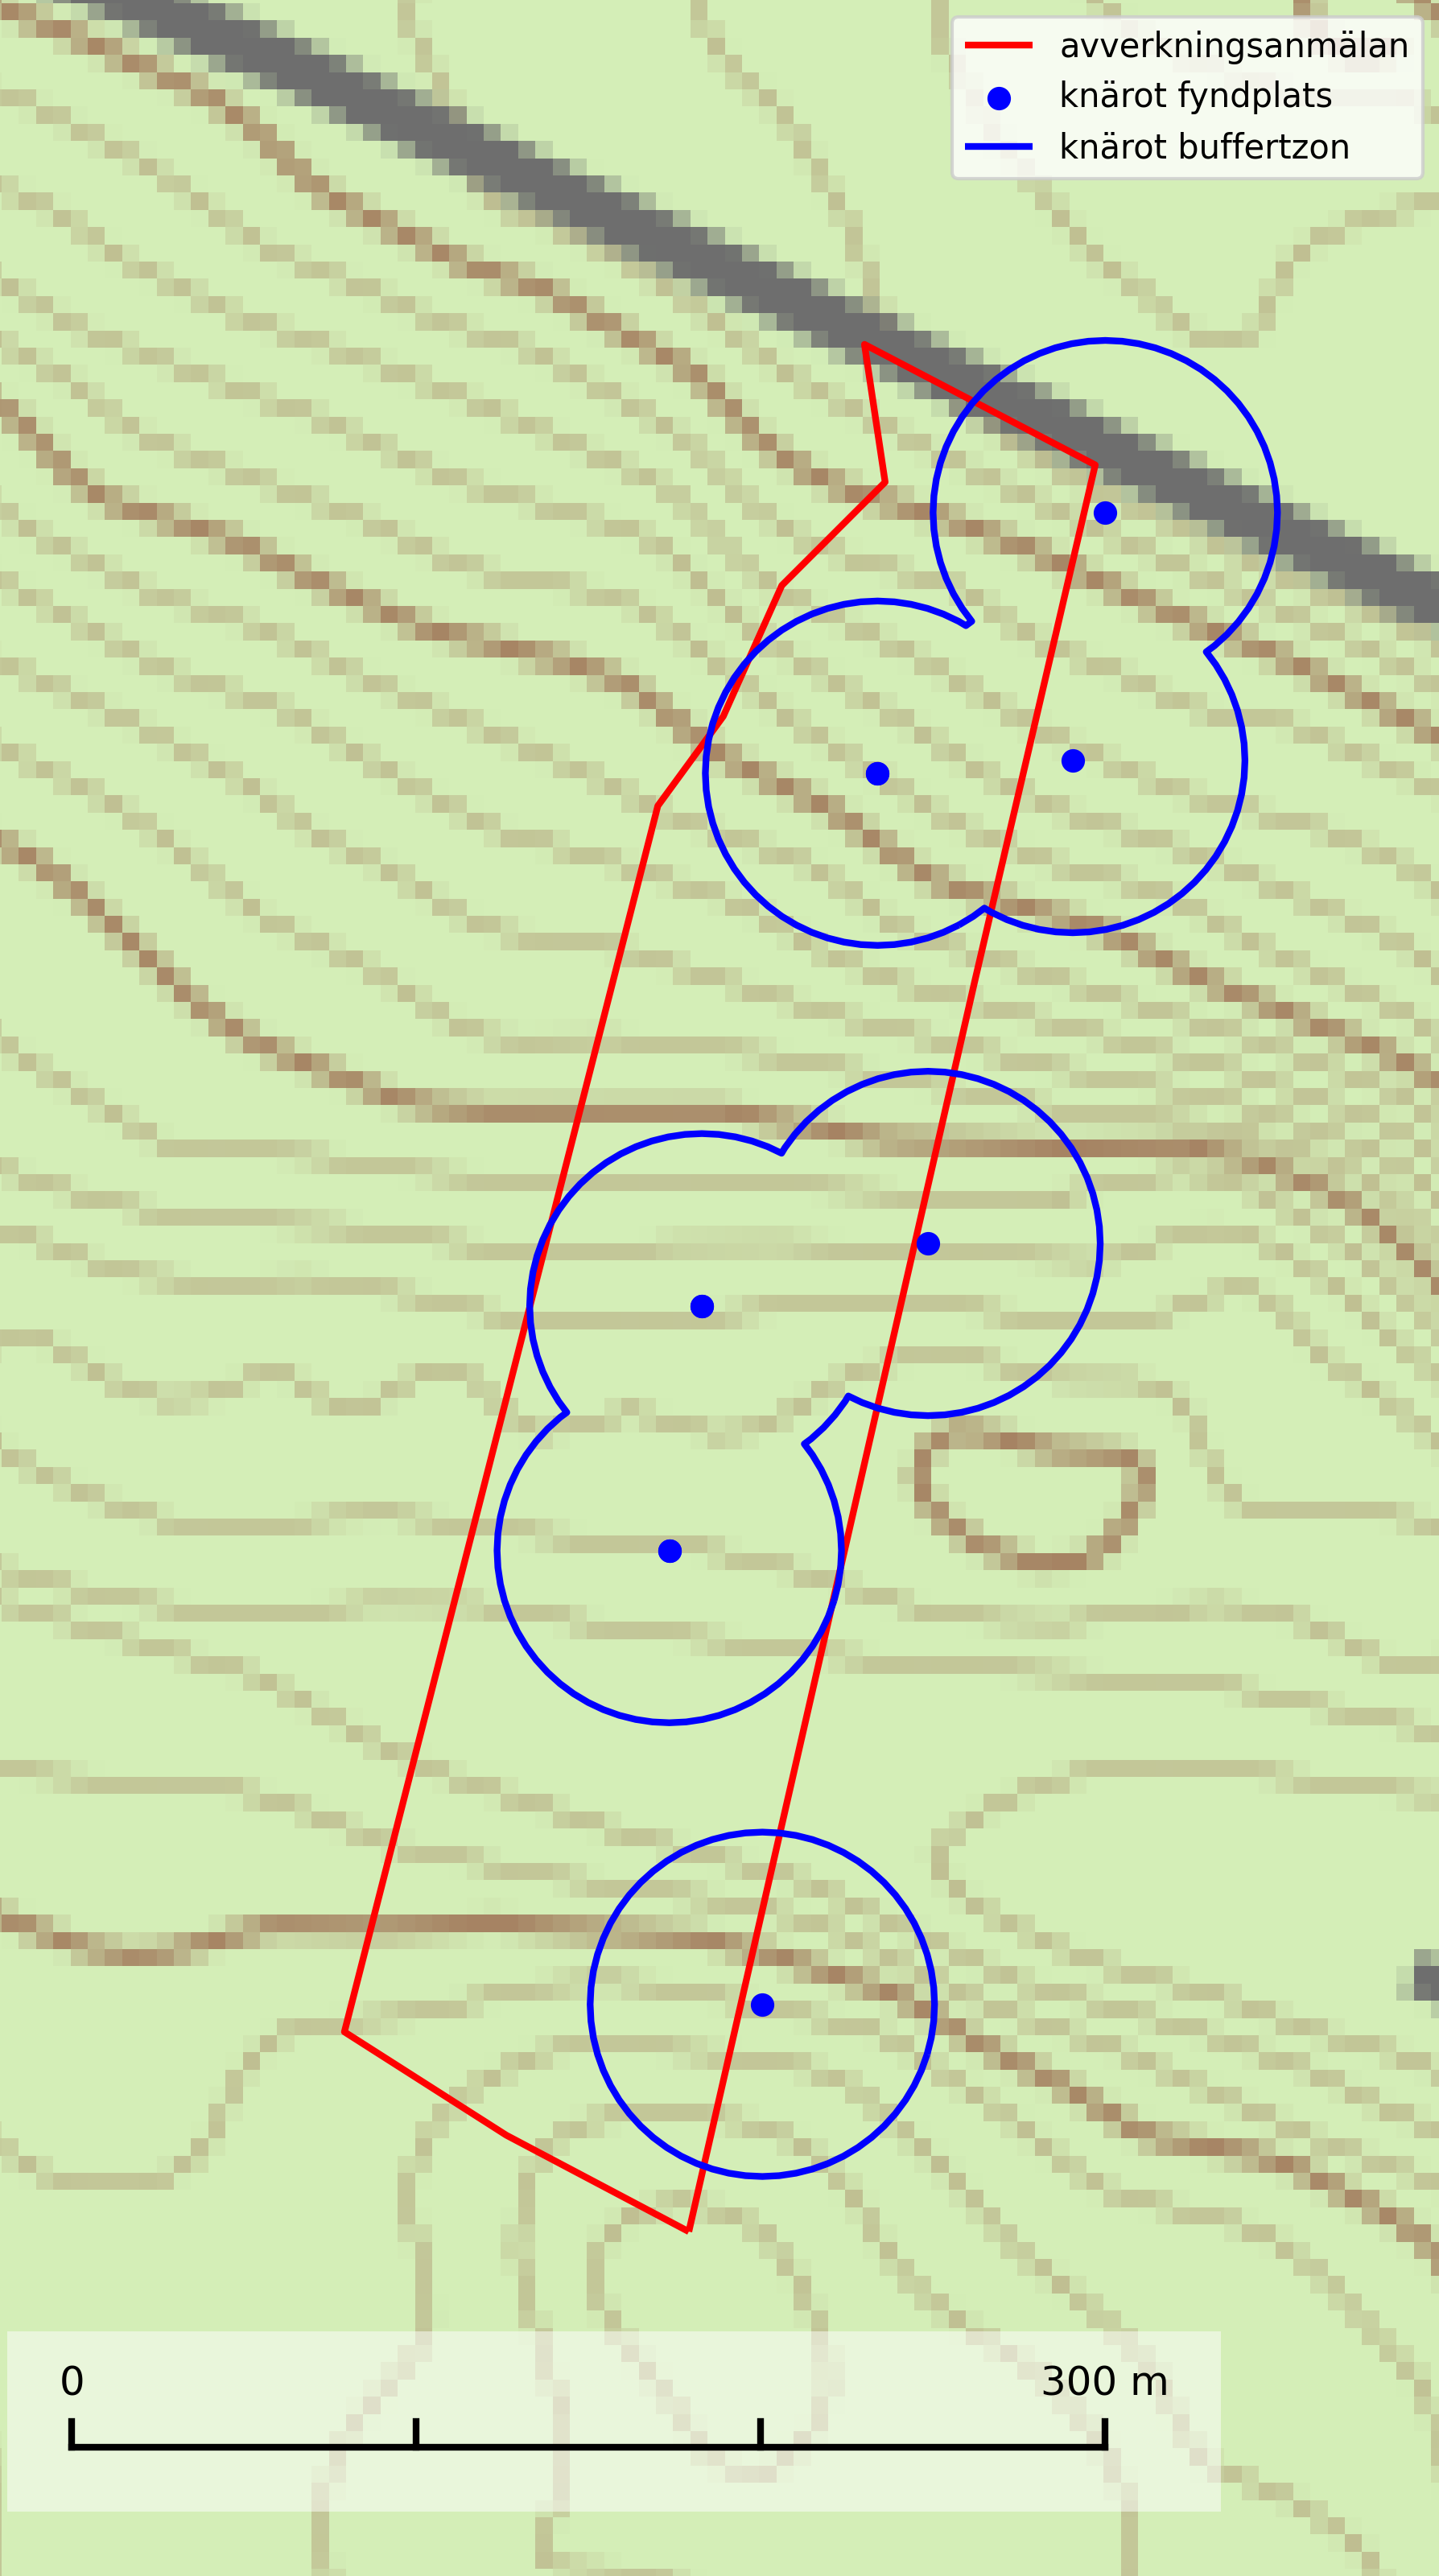 avverkningsanmälan
knärot fyndplats
knärot buffertzon
0 300 m